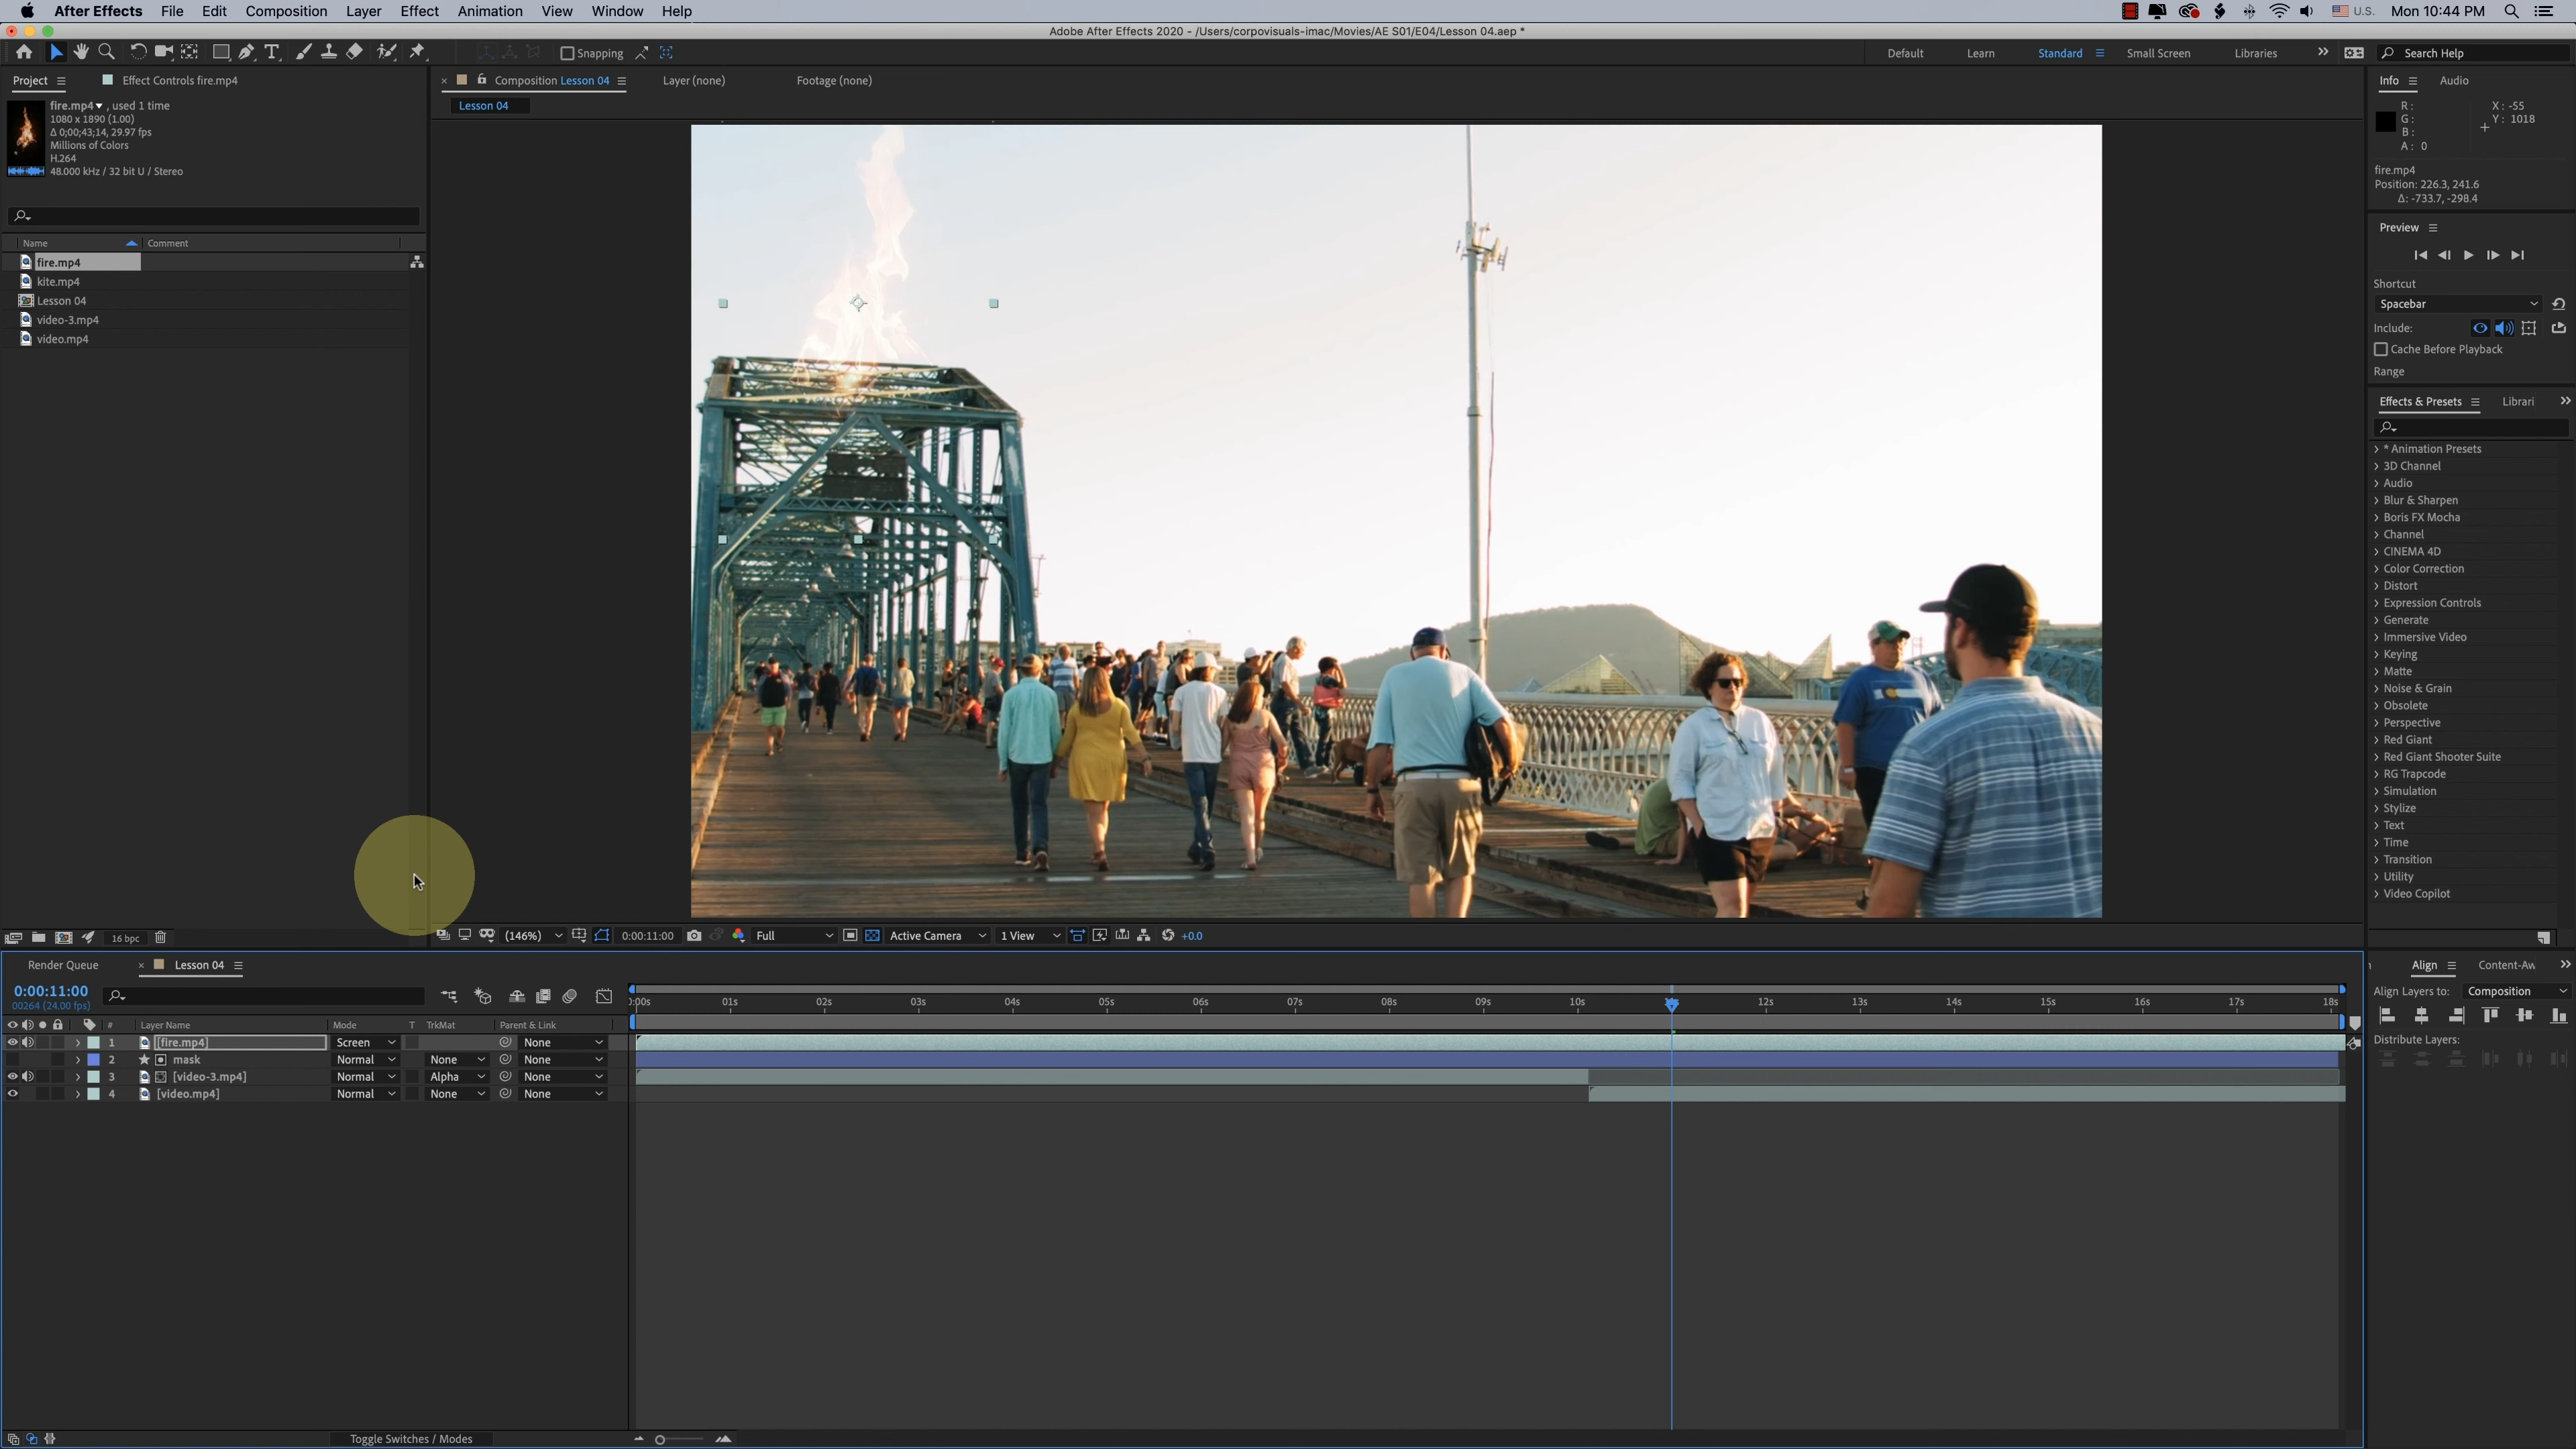 After Effects File Edit Composition Layer Effect Animation View Window Help U.S. Mon 10:44 PM
Adobe After Effects 2020 - /Users/corpovisuals-imac/Movies/AE S01/E04/Lesson 04.aep *
Snapping Default Learn Standard Small Screen Libraries Search Help
Project Effect Controls fire.mp4 Composition Lesson 04 Layer (none) Footage (none) Info Audio
Lesson 04
fire.mp4 , used 1 time
1080 x 1890 (1.00)
Δ 0;00;43;14, 29.97 fps
Millions of Colors
H.264
48.000 kHz / 32 bit U / Stereo
Name Comment
fire.mp4
kite.mp4
Lesson 04
video-3.mp4
video.mp4
16 bpc
(146%) 0:00:11:00 Full Active Camera 1 View +0.0
R :
G :
B :
A : 0
X : -55
Y : 1018
fire.mp4
Position: 226.3, 241.6
Δ: -733.7, -298.4
Preview
Shortcut
Spacebar
Include:
Cache Before Playback
Range
Effects & Presets Librari
* Animation Presets
3D Channel
Audio
Blur & Sharpen
Boris FX Mocha
Channel
CINEMA 4D
Color Correction
Distort
Expression Controls
Generate
Immersive Video
Keying
Matte
Noise & Grain
Obsolete
Perspective
Red Giant
Red Giant Shooter Suite
RG Trapcode
Simulation
Stylize
Text
Time
Transition
Utility
Video Copilot
Render Queue Lesson 04
0:00:11:00
00264 (24.00 fps)
:00s 01s 02s 03s 04s 05s 06s 07s 08s 09s 10s 12s 13s 14s 15s 16s 17s 18s
# Layer Name Mode T TrkMat Parent & Link
1 [fire.mp4] Screen None
2 mask Normal None None
3 [video-3.mp4] Normal Alpha None
4 [video.mp4] Normal None None
Toggle Switches / Modes
Align Content-Aw
Align Layers to: Composition
Distribute Layers: